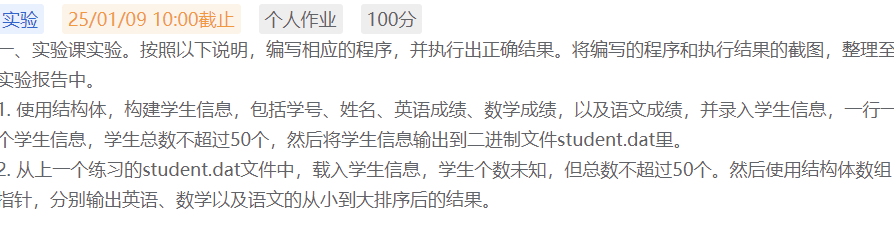 实验 25/01/09 10:00截止 个人作业 100分
一、实验课实验。按照以下说明，编写相应的程序，并执行出正确结果。将编写的程序和执行结果的截图，整理至
实验报告中。
1. 使用结构体，构建学生信息，包括学号、姓名、英语成绩、数学成绩，以及语文成绩，并录入学生信息，一行一
个学生信息，学生总数不超过50个，然后将学生信息输出到二进制文件student.dat里。
2. 从上一个练习的student.dat文件中，载入学生信息，学生个数未知，但总数不超过50个。然后使用结构体数组
指针，分别输出英语、数学以及语文的从小到大排序后的结果。